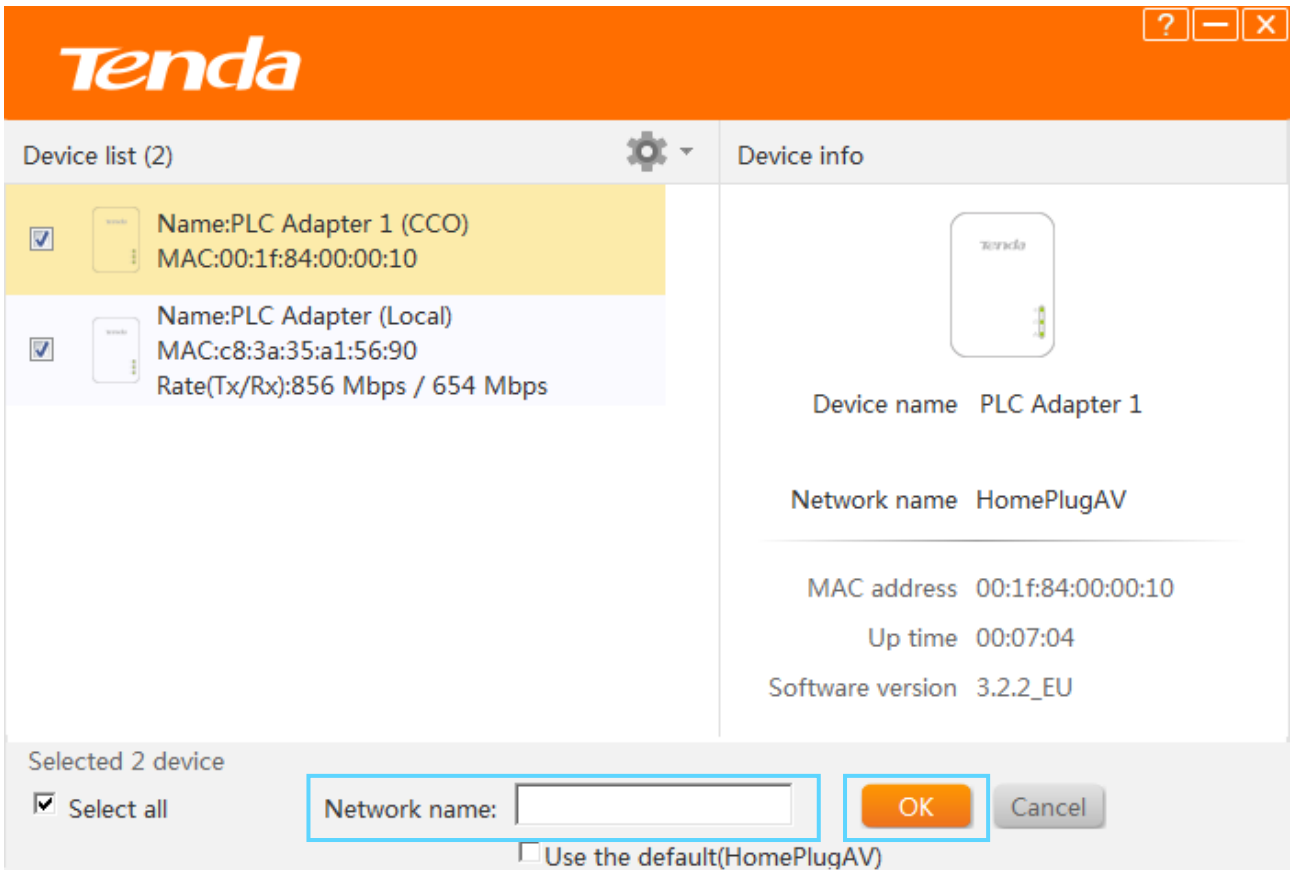 Tenda
?
Device list (2)
Device info
Name:PLC Adapter 1 (CCO)
MAC:00:1f:84:00:00:10
Name:PLC Adapter (Local)
MAC:c8:3a:35:a1:56:90
Rate(Tx/Rx):856 Mbps / 654 Mbps
Tenda
Device name PLC Adapter 1
Network name HomePlugAV
MAC address 00:1f:84:00:00:10
Up time 00:07:04
Software version 3.2.2_EU
Selected 2 device
Select all
Network name:
OK
Cancel
Use the default(HomePlugAV)